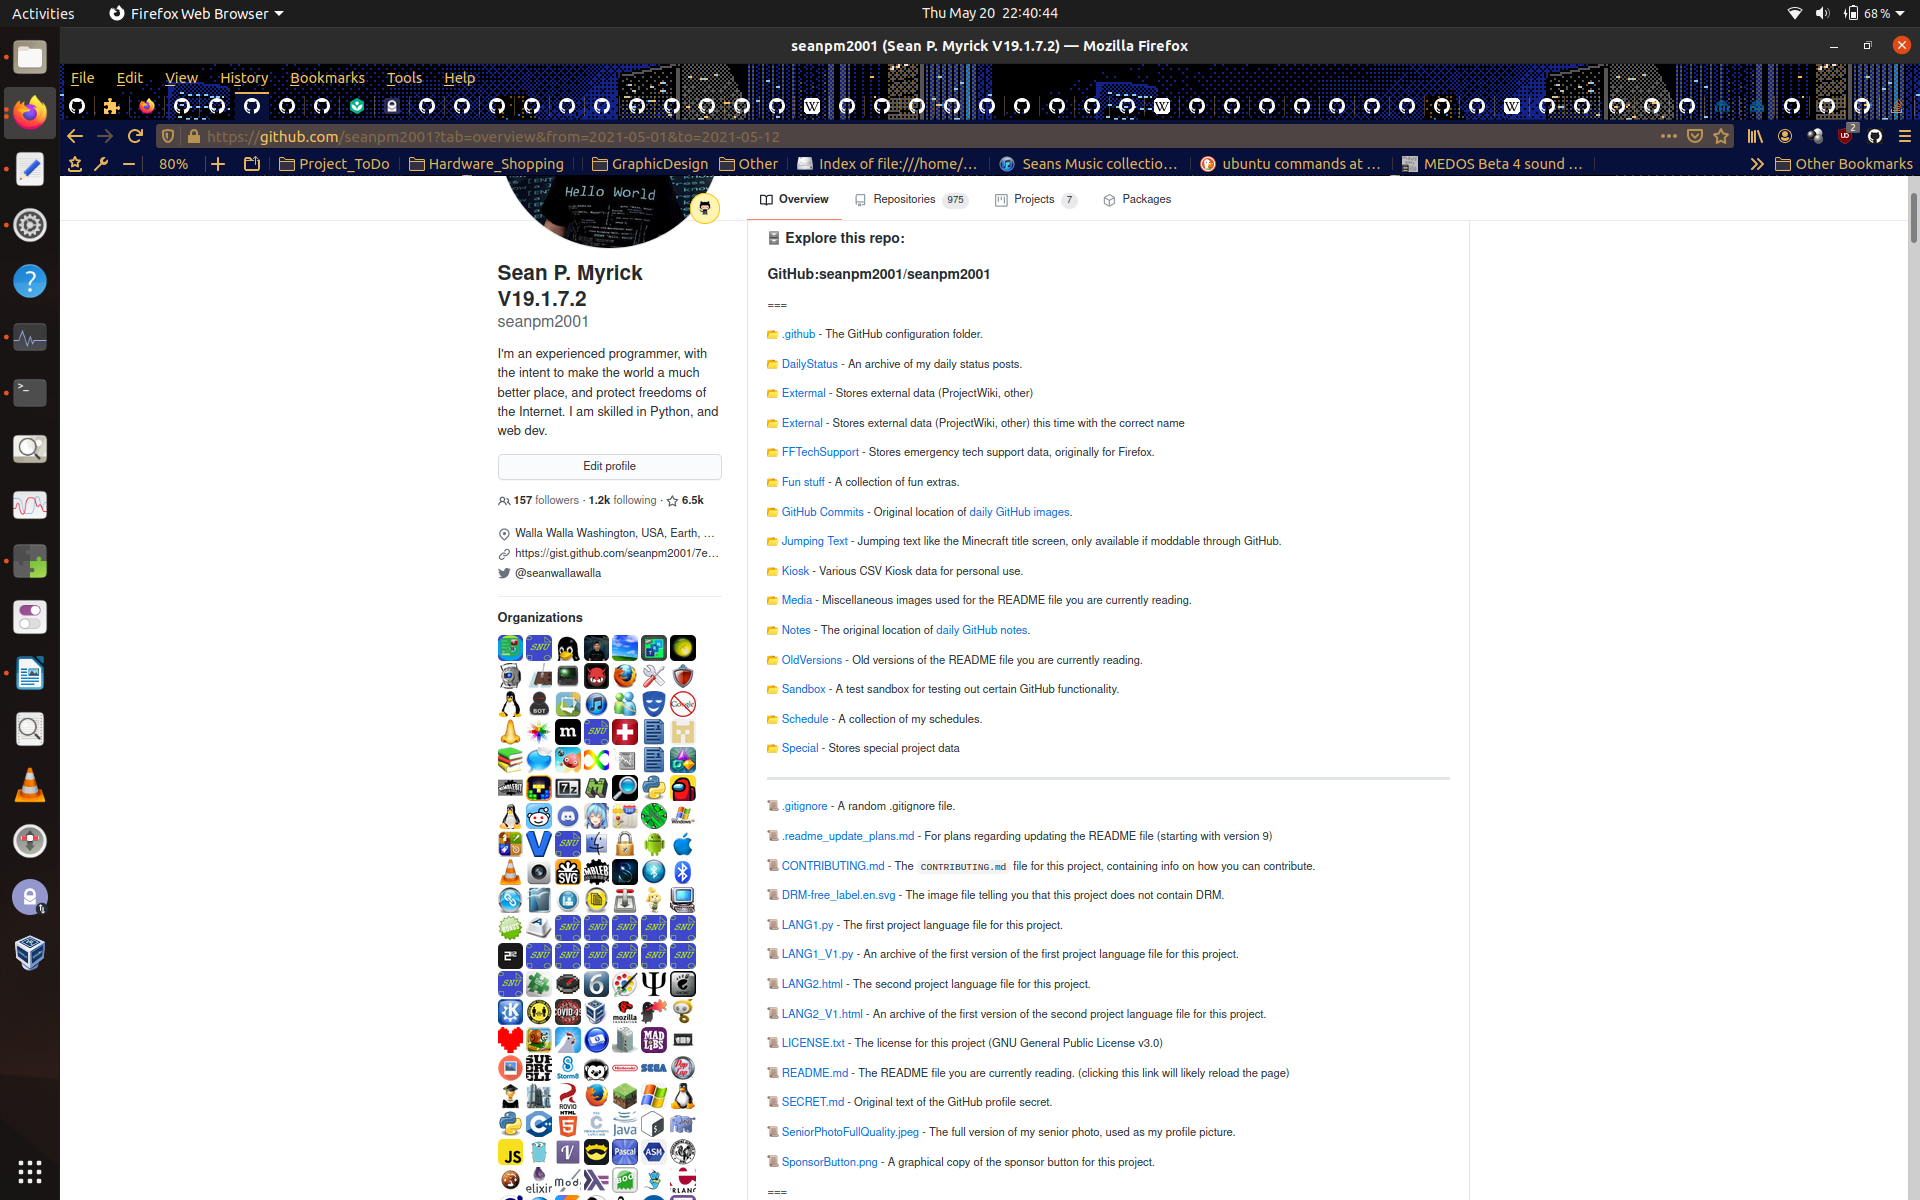 Activities
Firefox Web Browser
Thu May 20  22:40:44
68 %
seanpm2001 (Sean P. Myrick V19.1.7.2) — Mozilla Firefox
File Edit View History Bookmarks Tools Help
https://github.com/seanpm2001?tab=overview&from=2021-05-01&to=2021-05-12
2
80%
Project_ToDo
Hardware_Shopping
GraphicDesign
Other
Index of file:///home/...
Seans Music collectio...
ubuntu commands at ...
MEDOS Beta 4 sound ...
Other Bookmarks
Hello World
Overview
Repositories 975
Projects 7
Packages
Sean P. Myrick
V19.1.7.2
seanpm2001
I'm an experienced programmer, with
the intent to make the world a much
better place, and protect freedoms of
the Internet. I am skilled in Python, and
web dev.
Edit profile
157 followers · 1.2k following · 6.5k
Walla Walla Washington, USA, Earth, ...
https://gist.github.com/seanpm2001/7e...
@seanwallawalla
Organizations
Explore this repo:
GitHub:seanpm2001/seanpm2001
===
.github - The GitHub configuration folder.
DailyStatus - An archive of my daily status posts.
Extermal - Stores external data (ProjectWiki, other)
External - Stores external data (ProjectWiki, other) this time with the correct name
FFTechSupport - Stores emergency tech support data, originally for Firefox.
Fun stuff - A collection of fun extras.
GitHub Commits - Original location of daily GitHub images.
Jumping Text - Jumping text like the Minecraft title screen, only available if moddable through GitHub.
Kiosk - Various CSV Kiosk data for personal use.
Media - Miscellaneous images used for the README file you are currently reading.
Notes - The original location of daily GitHub notes.
OldVersions - Old versions of the README file you are currently reading.
Sandbox - A test sandbox for testing out certain GitHub functionality.
Schedule - A collection of my schedules.
Special - Stores special project data
.gitignore - A random .gitignore file.
.readme_update_plans.md - For plans regarding updating the README file (starting with version 9)
CONTRIBUTING.md - The CONTRIBUTING.md file for this project, containing info on how you can contribute.
DRM-free_label.en.svg - The image file telling you that this project does not contain DRM.
LANG1.py - The first project language file for this project.
LANG1_V1.py - An archive of the first version of the first project language file for this project.
LANG2.html - The second project language file for this project.
LANG2_V1.html - An archive of the first version of the second project language file for this project.
LICENSE.txt - The license for this project (GNU General Public License v3.0)
README.md - The README file you are currently reading. (clicking this link will likely reload the page)
SECRET.md - Original text of the GitHub profile secret.
SeniorPhotoFullQuality.jpeg - The full version of my senior photo, used as my profile picture.
SponsorButton.png - A graphical copy of the sponsor button for this project.
===